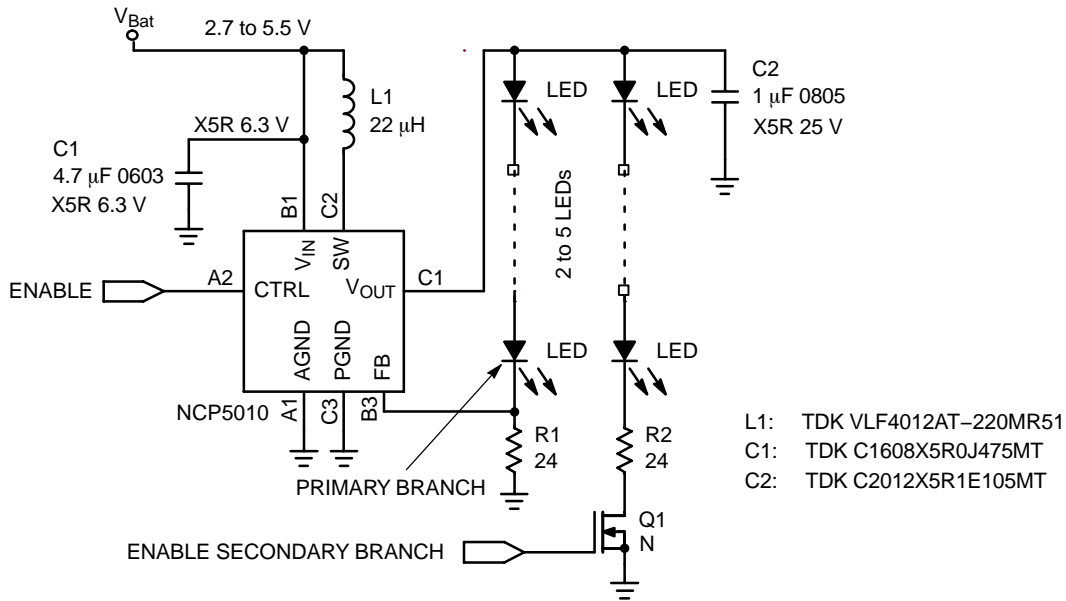 VBat
2.7 to 5.5 V
L1
22 µH
X5R 6.3 V
C1
4.7 µF 0603
X5R 6.3 V
B1
C2
LED
LED
C2
1 µF 0805
X5R 25 V
2 to 5 LEDs
ENABLE
A2
CTRL
VIN
SW
VOUT
C1
AGND
PGND
FB
NCP5010
A1
C3
B3
LED
LED
R1
24
R2
24
PRIMARY BRANCH
Q1
N
ENABLE SECONDARY BRANCH
L1: TDK VLF4012AT−220MR51
C1: TDK C1608X5R0J475MT
C2: TDK C2012X5R1E105MT